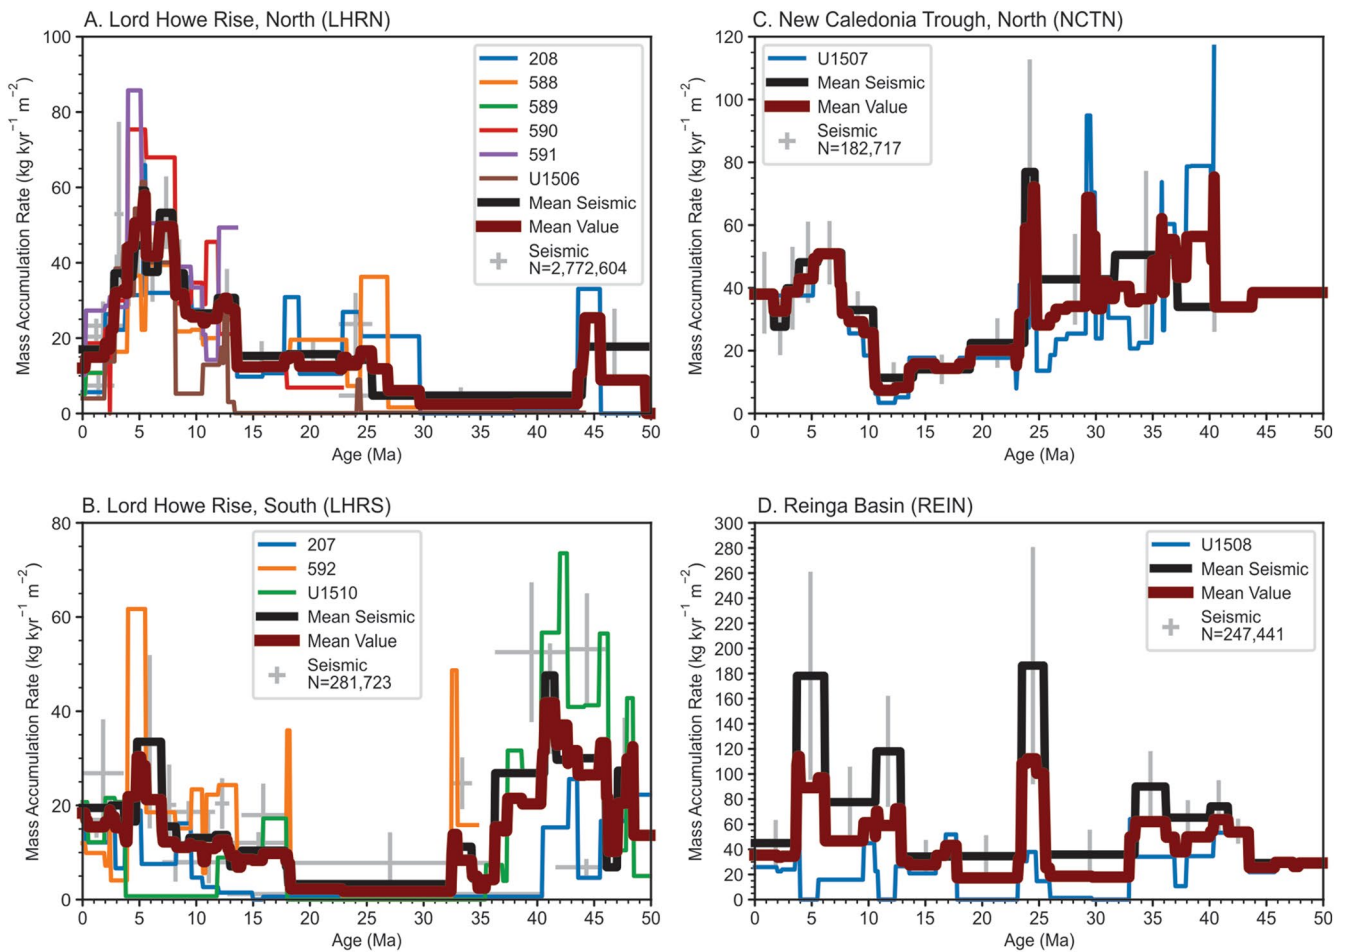 A. Lord Howe Rise, North (LHRN)
Mass Accumulation Rate (kg kyr⁻¹ m⁻²)
100
80
60
40
20
0
208
588
589
590
591
U1506
Mean Seismic
Mean Value
Seismic
N=2,772,604
0 5 10 15 20 25 30 35 40 45 50
Age (Ma)
C. New Caledonia Trough, North (NCTN)
Mass Accumulation Rate (kg kyr⁻¹ m⁻²)
120
100
80
60
40
20
0
U1507
Mean Seismic
Mean Value
Seismic
N=182,717
0 5 10 15 20 25 30 35 40 45 50
Age (Ma)
B. Lord Howe Rise, South (LHRS)
Mass Accumulation Rate (kg kyr⁻¹ m⁻²)
80
60
40
20
0
207
592
U1510
Mean Seismic
Mean Value
Seismic
N=281,723
0 5 10 15 20 25 30 35 40 45 50
Age (Ma)
D. Reinga Basin (REIN)
Mass Accumulation Rate (kg kyr⁻¹ m⁻²)
300
280
260
240
220
200
180
160
140
120
100
80
60
40
20
0
U1508
Mean Seismic
Mean Value
Seismic
N=247,441
0 5 10 15 20 25 30 35 40 45 50
Age (Ma)